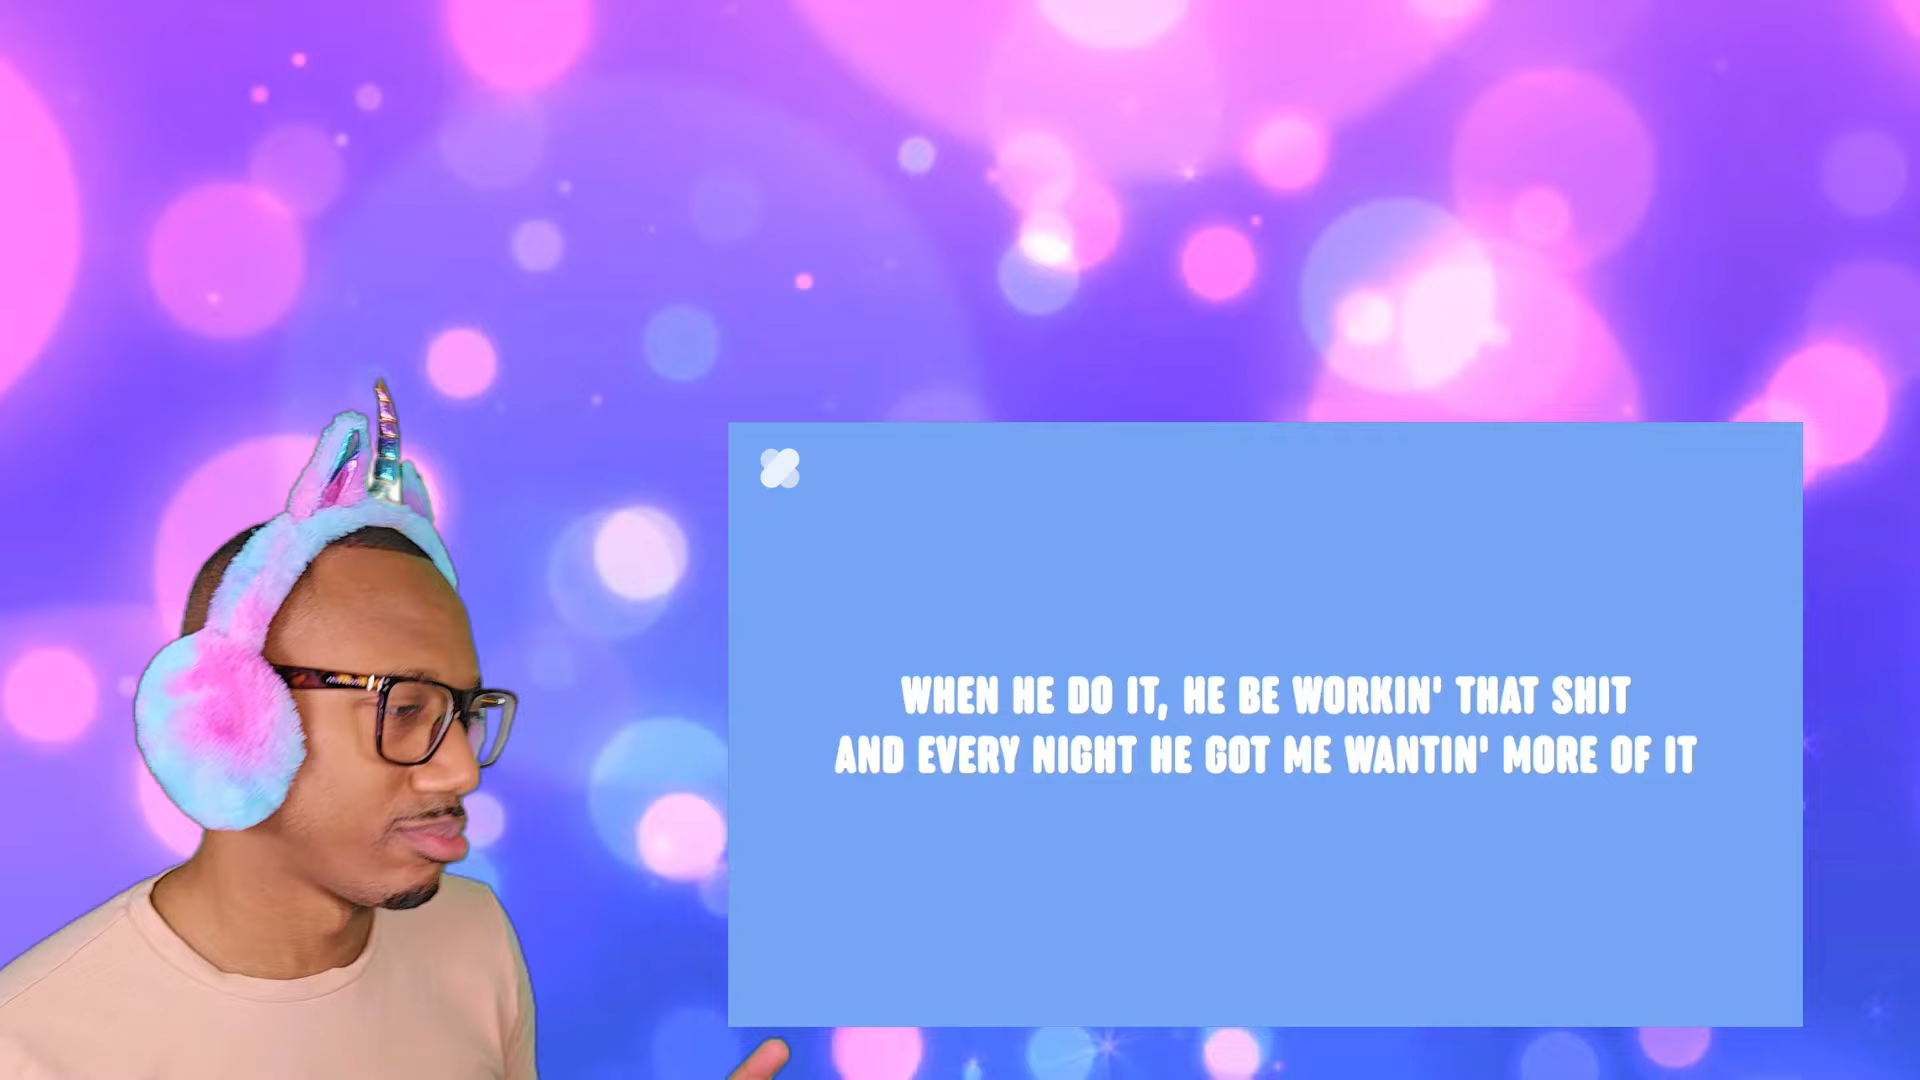 WHEN HE DO IT, HE BE WORKIN' THAT SHIT
AND EVERY NIGHT HE GOT ME WANTIN' MORE OF IT